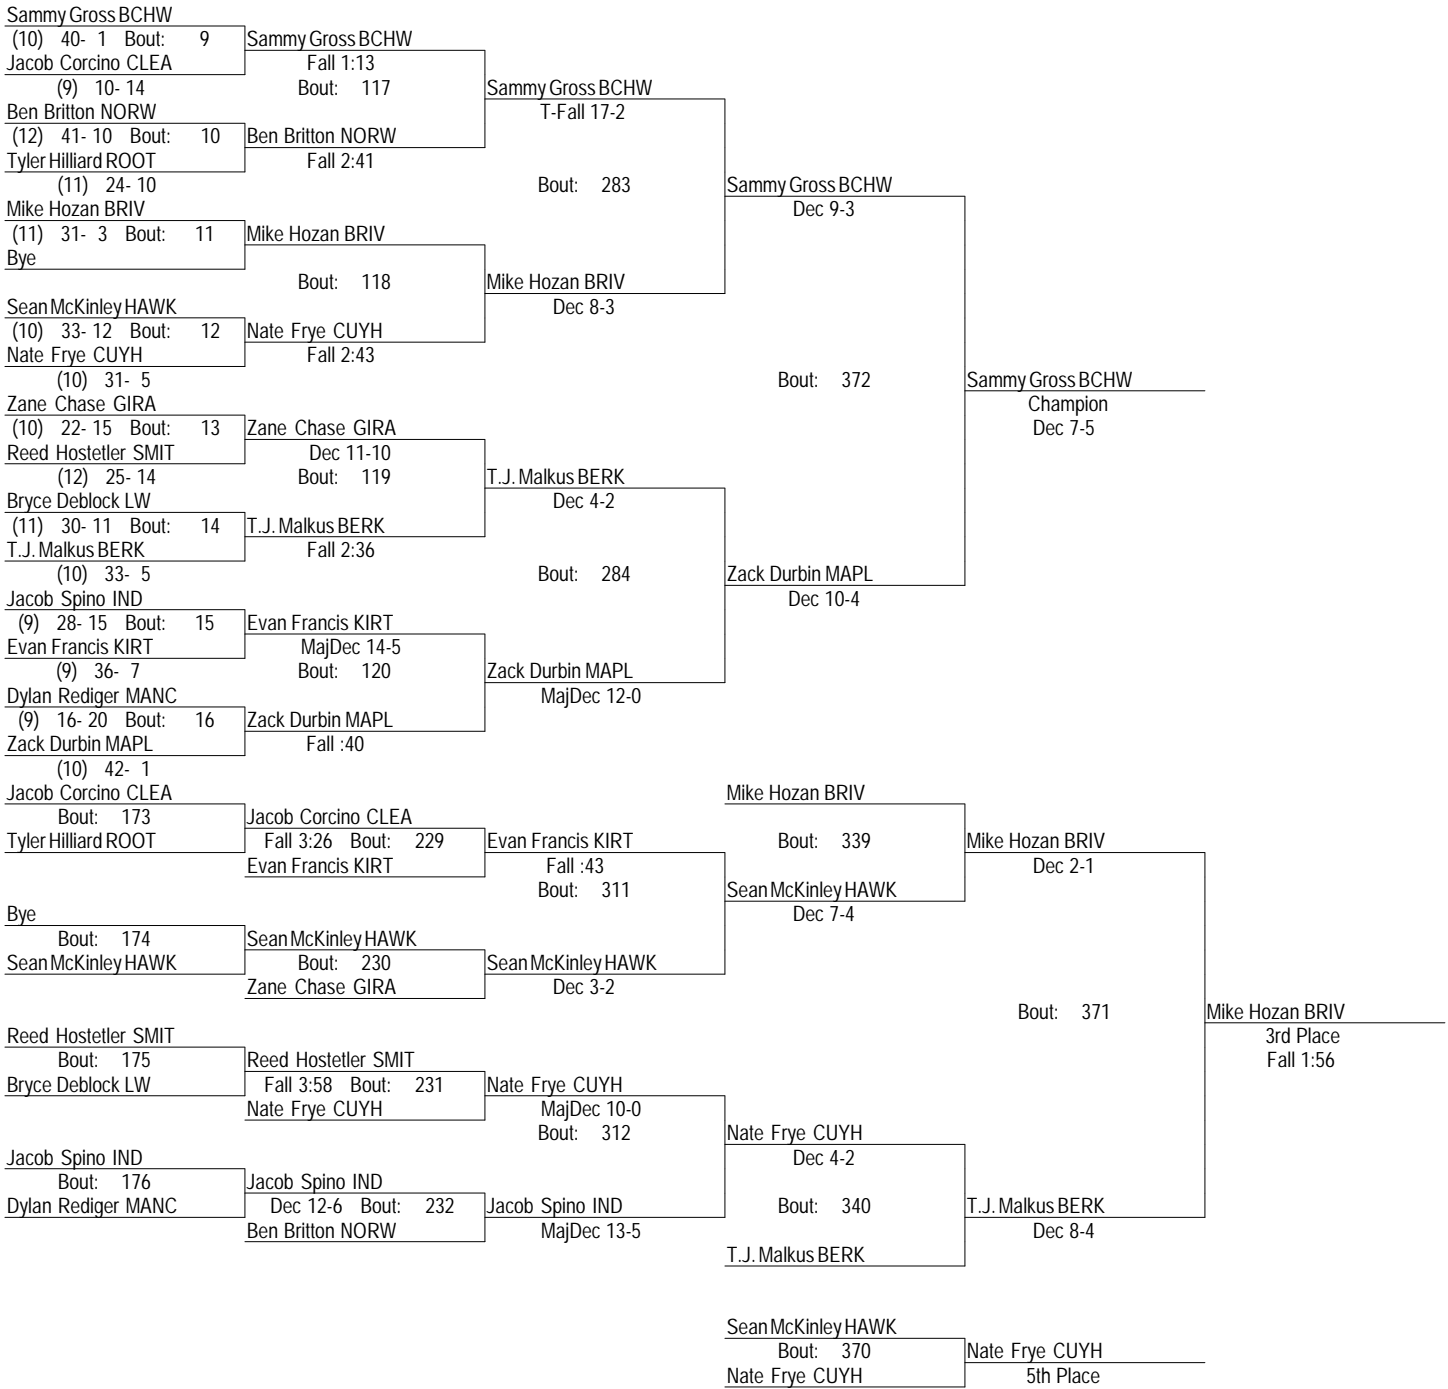 Sammy Gross BCHW
(10) 40- 1 Bout: 9 Sammy Gross BCHW
Jacob Corcino CLEA Fall 1:13
(9) 10- 14 Bout: 117 Sammy Gross BCHW
Ben Britton NORW T-Fall 17-2
(12) 41- 10 Bout: 10 Ben Britton NORW
Tyler Hilliard ROOT Fall 2:41
(11) 24- 10 Bout: 283 Sammy Gross BCHW
Mike Hozan BRIV Dec 9-3
(11) 31- 3 Bout: 11 Mike Hozan BRIV
Bye
Bout: 118 Mike Hozan BRIV
Sean McKinley HAWK Dec 8-3
(10) 33- 12 Bout: 12 Nate Frye CUYH
Nate Frye CUYH Fall 2:43
(10) 31- 5 Bout: 372 Sammy Gross BCHW
Zane Chase GIRA Champion
(10) 22- 15 Bout: 13 Zane Chase GIRA Dec 7-5
Reed Hostetler SMIT Dec 11-10
(12) 25- 14 Bout: 119 T.J. Malkus BERK
Bryce Deblock LW Dec 4-2
(11) 30- 11 Bout: 14 T.J. Malkus BERK
T.J. Malkus BERK Fall 2:36
(10) 33- 5 Bout: 284 Zack Durbin MAPL
Jacob Spino IND Dec 10-4
(9) 28- 15 Bout: 15 Evan Francis KIRT
Evan Francis KIRT MajDec 14-5
(9) 36- 7 Bout: 120 Zack Durbin MAPL
Dylan Rediger MANC MajDec 12-0
(9) 16- 20 Bout: 16 Zack Durbin MAPL
Zack Durbin MAPL Fall :40
(10) 42- 1
Jacob Corcino CLEA Mike Hozan BRIV
Bout: 173 Jacob Corcino CLEA
Tyler Hilliard ROOT Fall 3:26 Bout: 229 Evan Francis KIRT Bout: 339 Mike Hozan BRIV
Evan Francis KIRT Fall :43 Dec 2-1
Bout: 311 Sean McKinley HAWK
Bye Dec 7-4
Bout: 174 Sean McKinley HAWK
Sean McKinley HAWK Bout: 230 Sean McKinley HAWK
Zane Chase GIRA Dec 3-2
Bout: 371 Mike Hozan BRIV
Reed Hostetler SMIT 3rd Place
Bout: 175 Reed Hostetler SMIT Fall 1:56
Bryce Deblock LW Fall 3:58 Bout: 231 Nate Frye CUYH
Nate Frye CUYH MajDec 10-0
Bout: 312 Nate Frye CUYH
Jacob Spino IND Dec 4-2
Bout: 176 Jacob Spino IND
Dylan Rediger MANC Dec 12-6 Bout: 232 Jacob Spino IND Bout: 340 T.J. Malkus BERK
Ben Britton NORW MajDec 13-5 Dec 8-4
T.J. Malkus BERK
Sean McKinley HAWK
Bout: 370 Nate Frye CUYH
Nate Frye CUYH 5th Place